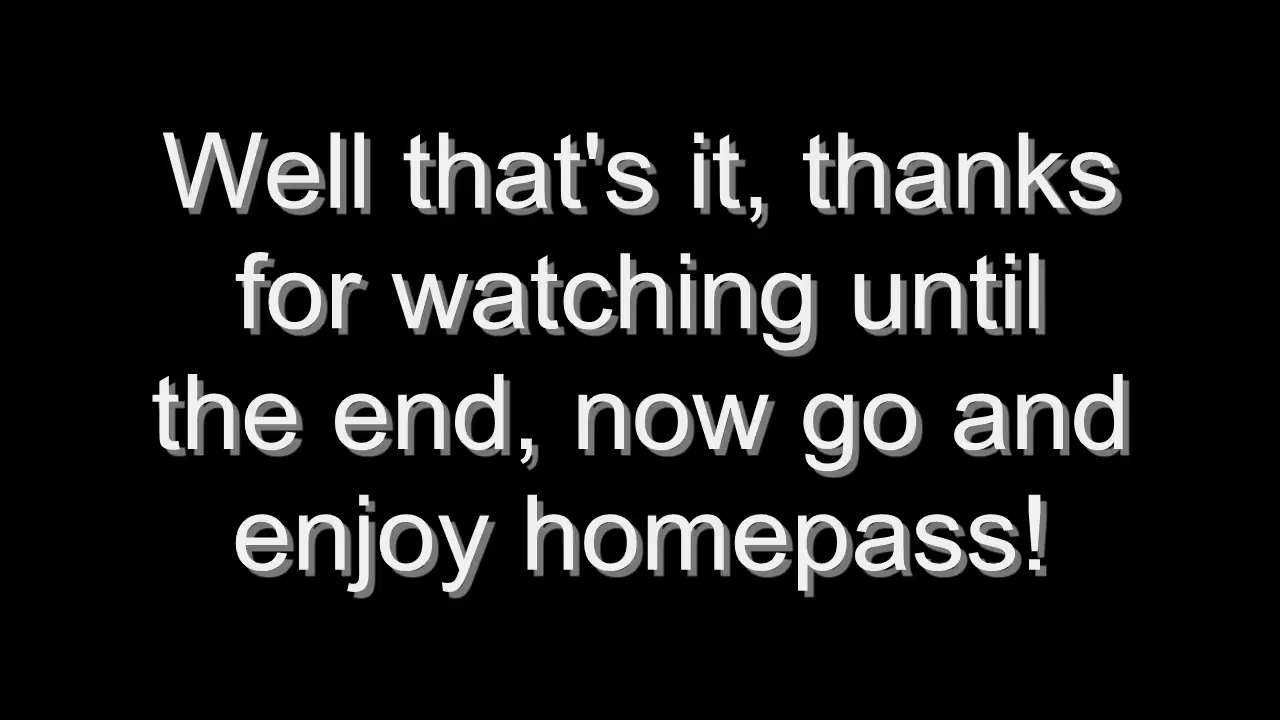 Well that's it, thanks
for watching until
the end, now go and
enjoy homepass!